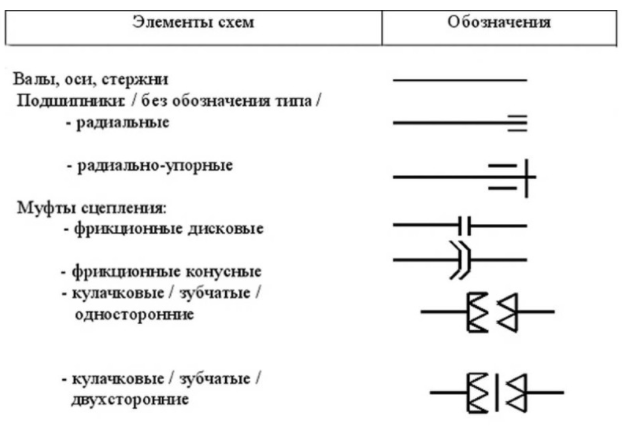 Элементы схем
Обозначения
Валы, оси, стержни
Подшипники: / без обозначения типа /
- радиальные
- радиально-упорные
Муфты сцепления:
- фрикционные дисковые
- фрикционные конусные
- кулачковые / зубчатые /
односторонние
- кулачковые / зубчатые /
двухсторонние